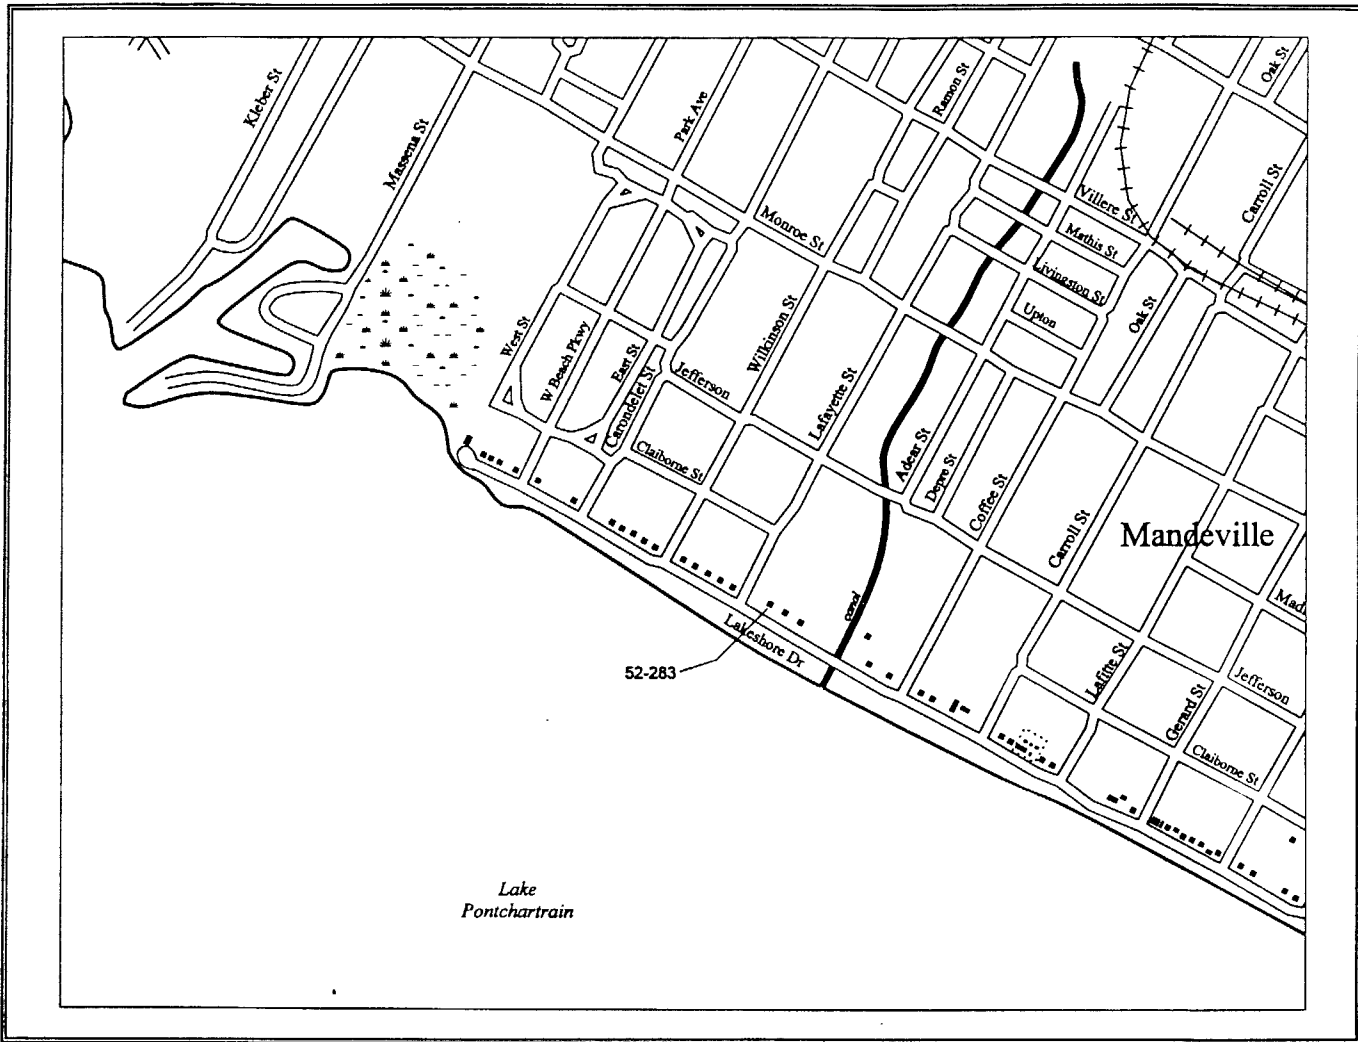 Kleber St
Massena St
Park Ave
Ramon St
Oak St
Carroll St
Villere St
Mathis St
Livingston St
Upton
Oak St
Monroe St
West St
W Beach Pkwy
East St
Carondelet St
Jefferson
Wilkinson St
Lafayette St
Claiborne St
Adear St
Depre St
Coffee St
Carroll St
Mandeville
Madi
canal
Lakeshore Dr
52-283
Lafitte St
Gerard St
Jefferson
Claiborne St
Lake
Pontchartrain